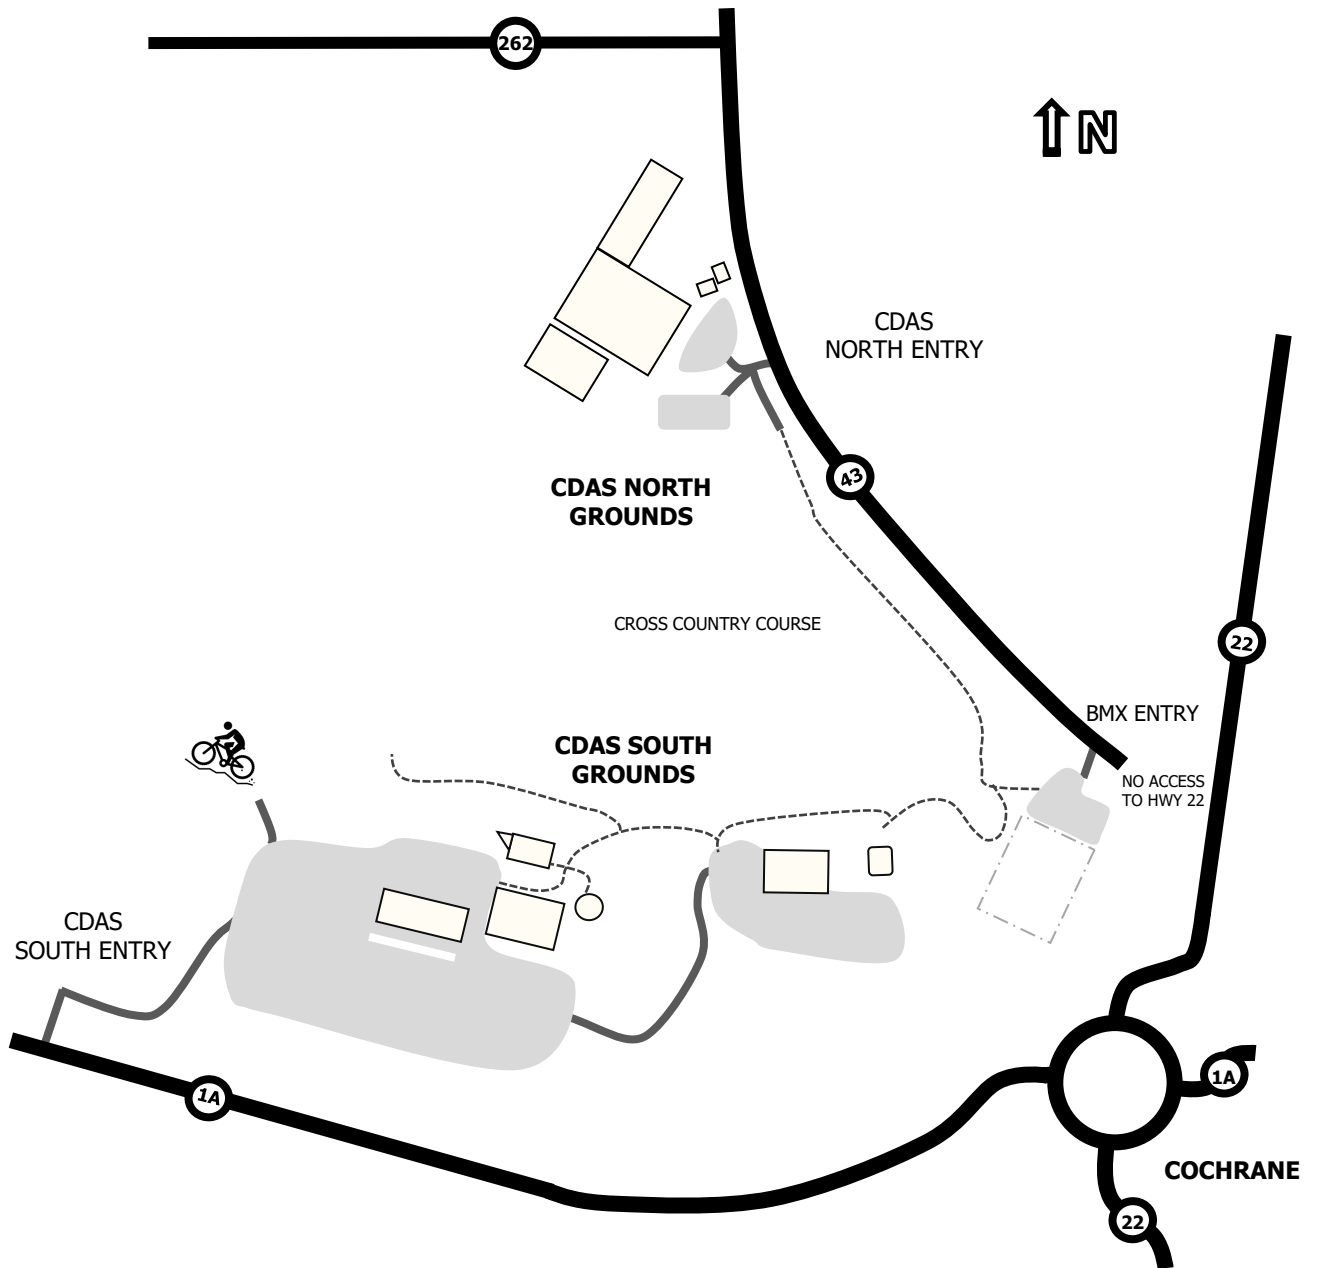 262
N
CDAS
NORTH ENTRY
43
CDAS NORTH
GROUNDS
CROSS COUNTRY COURSE
22
BMX ENTRY
CDAS SOUTH
GROUNDS
NO ACCESS
TO HWY 22
CDAS
SOUTH ENTRY
1A
1A
COCHRANE
22